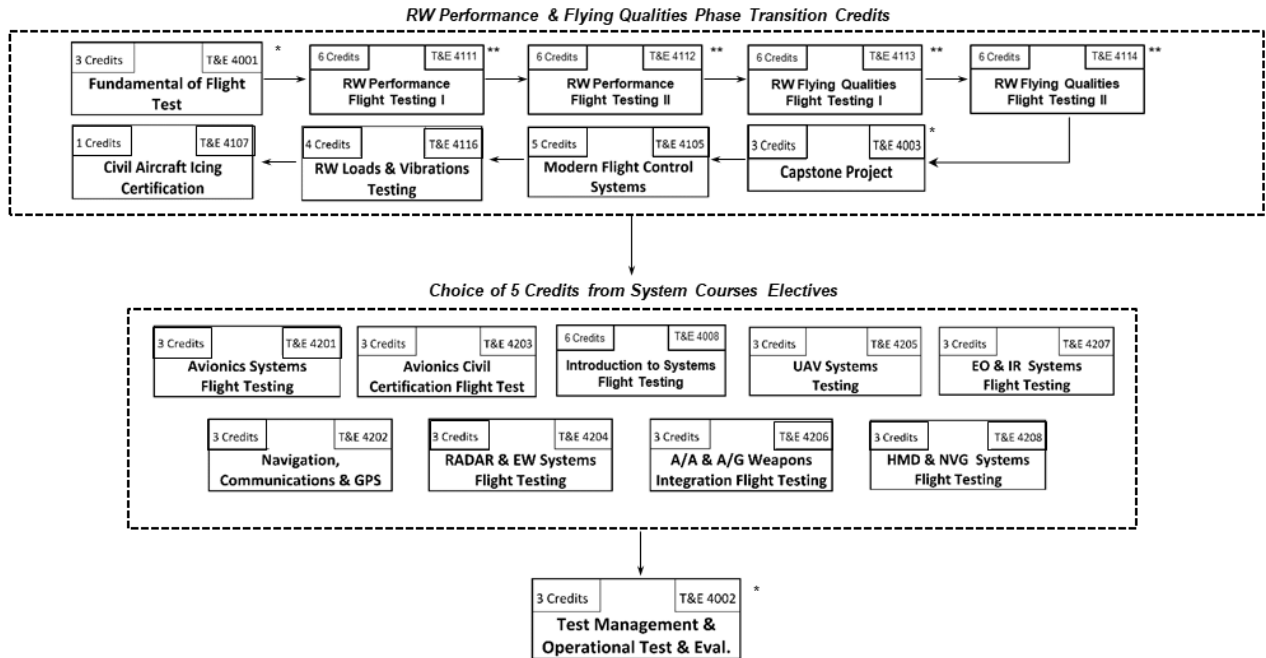 RW Performance & Flying Qualities Phase Transition Credits
3 Credits T&E 4001 *
Fundamental of Flight
Test
6 Credits T&E 4111 **
RW Performance
Flight Testing I
6 Credits T&E 4112 **
RW Performance
Flight Testing II
6 Credits T&E 4113 **
RW Flying Qualities
Flight Testing I
6 Credits T&E 4114 **
RW Flying Qualities
Flight Testing II
1 Credits T&E 4107
Civil Aircraft Icing
Certification
4 Credits T&E 4116
RW Loads & Vibrations
Testing
5 Credits T&E 4105
Modern Flight Control
Systems
3 Credits T&E 4003 *
Capstone Project
Choice of 5 Credits from System Courses Electives
3 Credits T&E 4201
Avionics Systems
Flight Testing
3 Credits T&E 4203
Avionics Civil
Certification Flight Test
6 Credits T&E 4008
Introduction to Systems
Flight Testing
3 Credits T&E 4205
UAV Systems
Testing
3 Credits T&E 4207
EO & IR Systems
Flight Testing
3 Credits T&E 4202
Navigation,
Communications & GPS
3 Credits T&E 4204
RADAR & EW Systems
Flight Testing
3 Credits T&E 4206
A/A & A/G Weapons
Integration Flight Testing
3 Credits T&E 4208
HMD & NVG Systems
Flight Testing
3 Credits T&E 4002 *
Test Management &
Operational Test & Eval.